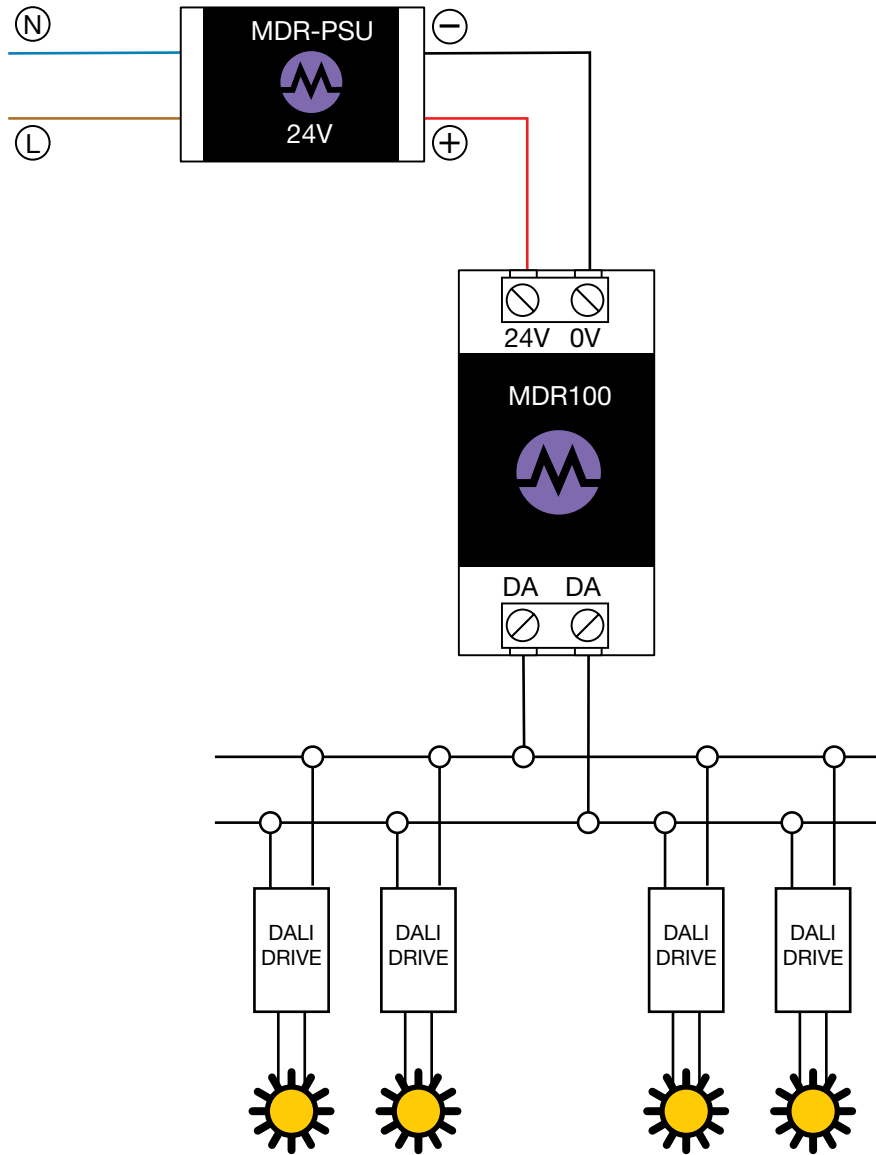 N
MDR-PSU
−
24V
L
+
24V 0V
MDR100
DA DA
DALI
DRIVE
DALI
DRIVE
DALI
DRIVE
DALI
DRIVE